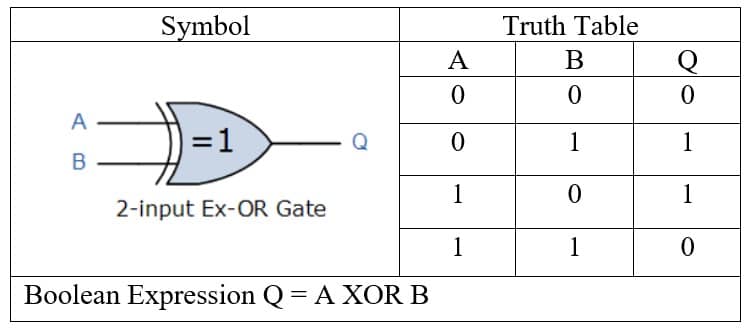 Symbol Truth Table
A B Q
0 0 0
A
=1 Q
B
0 1 1
2-input Ex-OR Gate
1 0 1
1 1 0
Boolean Expression Q = A XOR B